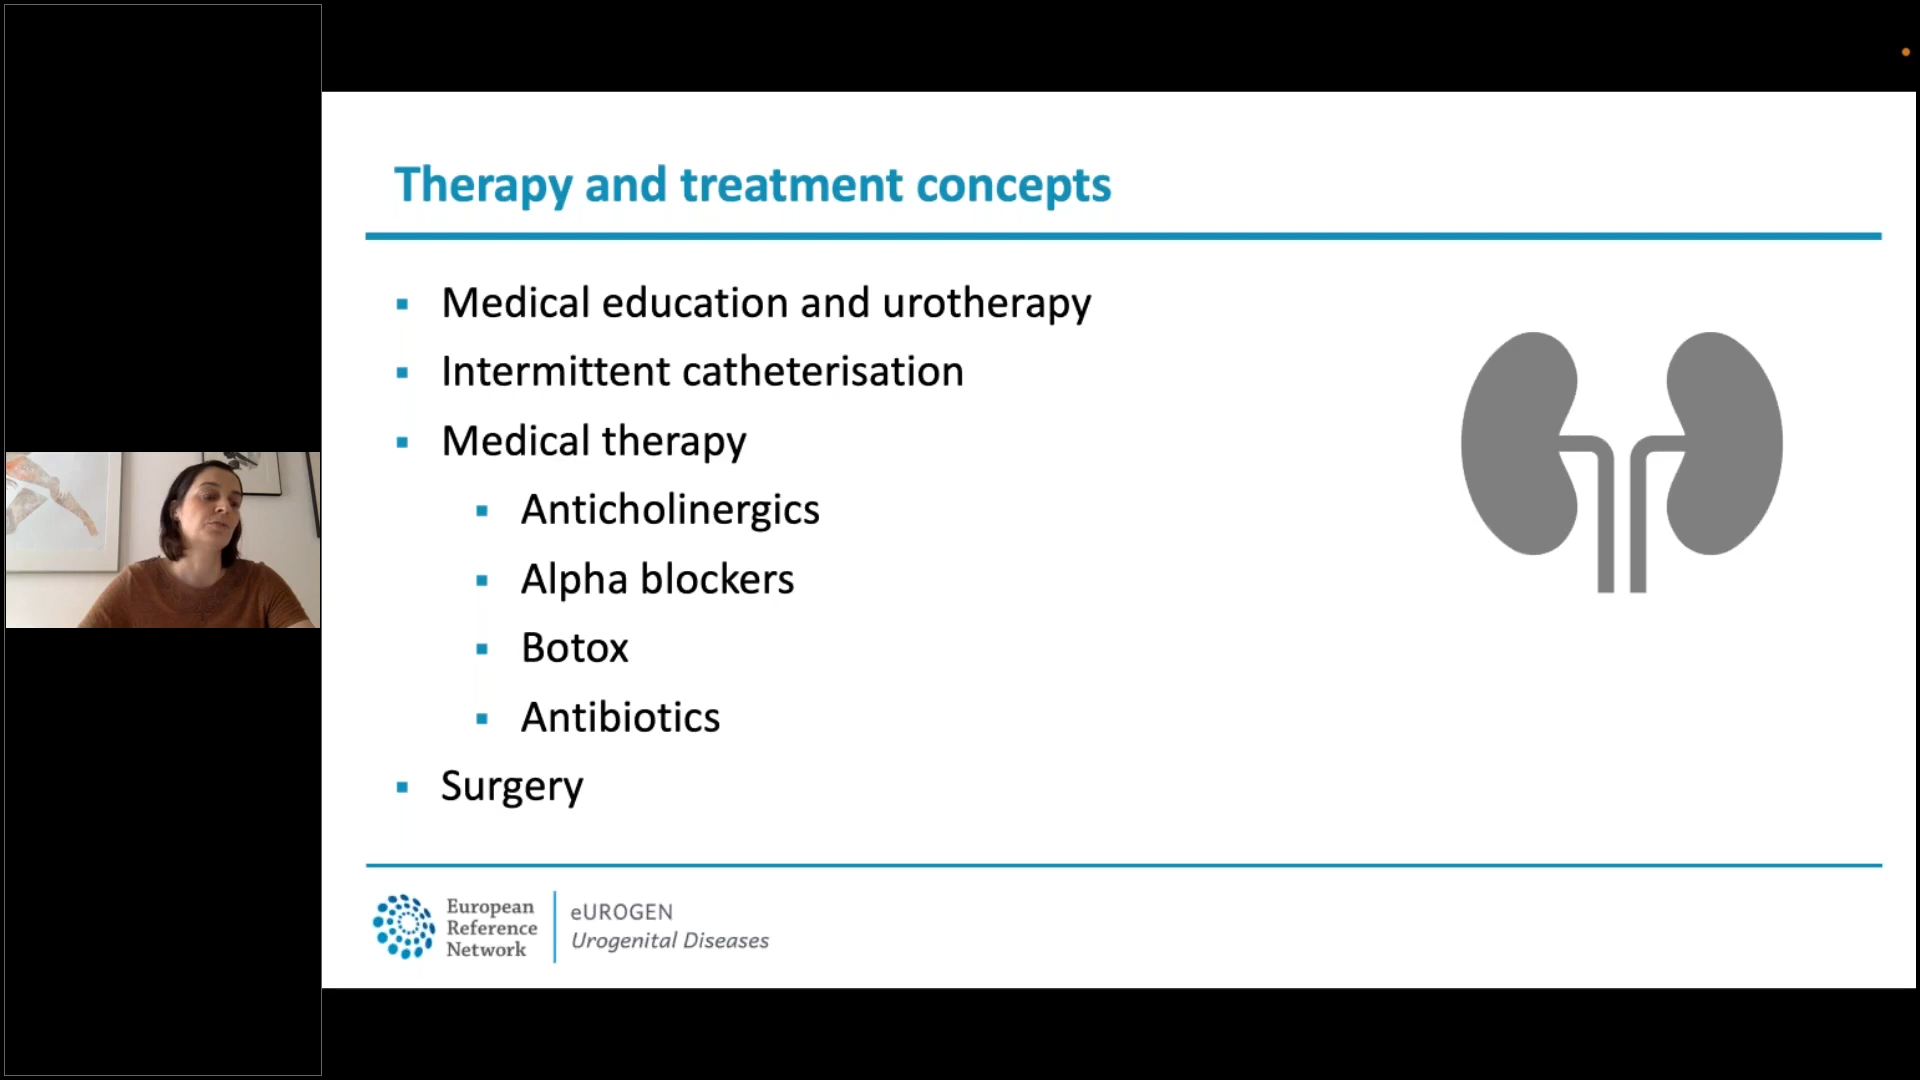 Therapy and treatment concepts
Medical education and urotherapy
Intermittent catheterisation
Medical therapy
Anticholinergics
Alpha blockers
Botox
Antibiotics
Surgery
European
Reference
Network
eUROGEN
Urogenital Diseases